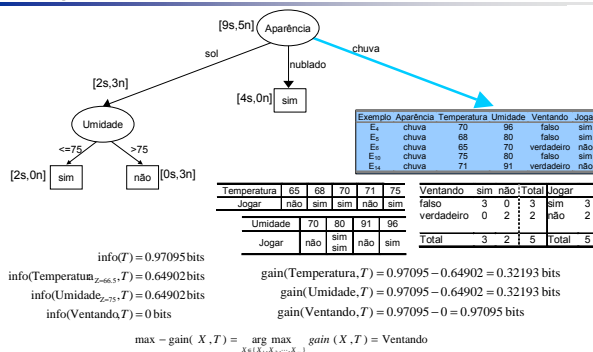 [9s,5n] Aparência
sol
nublado
chuva
[2s,3n]
[4s,0n] sim
Umidade
<=75 >75
[2s,0n] sim não [0s,3n]
Exemplo Aparência Temperatura Umidade Ventando Joga
E4 chuva 70 96 falso sim
E5 chuva 68 80 falso sim
E6 chuva 65 70 verdadeiro não
E10 chuva 75 80 falso sim
E14 chuva 71 91 verdadeiro não
Temperatura 65 68 70 71 75
Jogar não sim sim não sim
Umidade 70 80 91 96
Jogar não sim sim não sim
Ventando sim não Total Jogar
falso 3 0 3 sim 3
verdadeiro 0 2 2 não 2
Total 3 2 5 Total 5
info(T) = 0.97095 bits
info(Temperatura Z=66.5, T) = 0.64902 bits
info(Umidade Z=75, T) = 0.64902 bits
info(Ventando, T) = 0 bits
gain(Temperatura, T) = 0.97095 − 0.64902 = 0.32193 bits
gain(Umidade, T) = 0.97095 − 0.64902 = 0.32193 bits
gain(Ventando, T) = 0.97095 − 0 = 0.97095 bits
max − gain( X , T ) = arg max gain ( X , T ) = Ventando